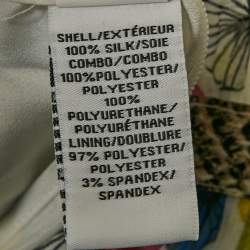 SHELL/EXTÉRIEUR
100% SILK/SOIE
COMBO/COMBO
100%POLYESTER/
POLYESTER
100%
POLYURETHANE/
POLYURÉTHANE
LINING/DOUBLURE
97% POLYESTER/
POLYESTER
3% SPANDEX/
SPANDEX